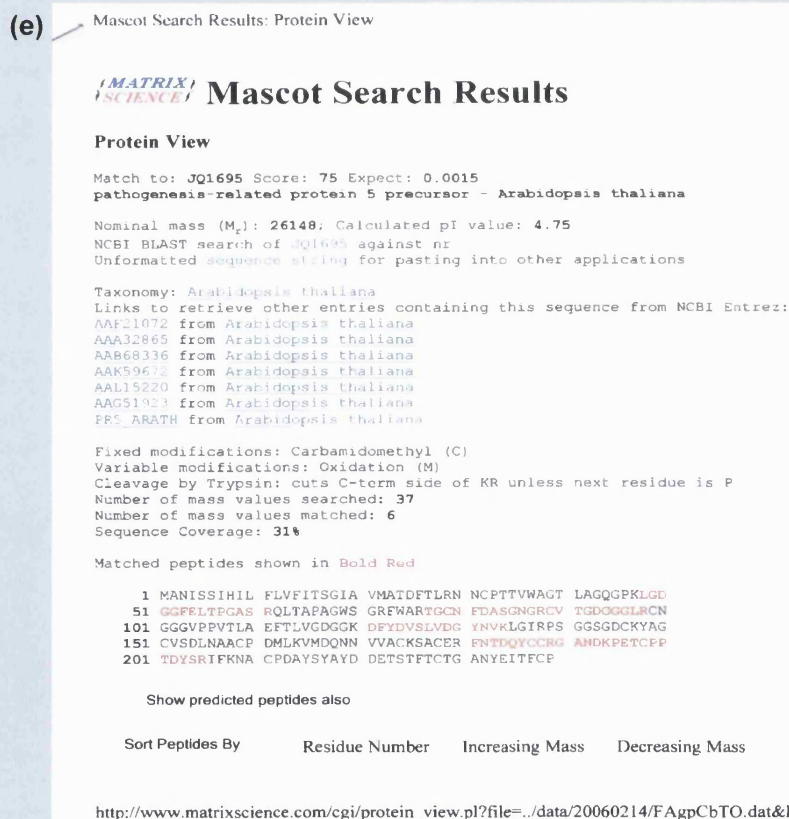 (e)
Mascot Search Results: Protein View
MATRIX SCIENCE Mascot Search Results
Protein View
Match to: JQ1695 Score: 75 Expect: 0.0015
pathogenesis-related protein 5 precursor - Arabidopsis thaliana
Nominal mass (Mr): 26148; Calculated pI value: 4.75
NCBI BLAST search of JQ1695 against nr
Unformatted sequence string for pasting into other applications
Taxonomy: Arabidopsis thaliana
Links to retrieve other entries containing this sequence from NCBI Entrez:
AAF21072 from Arabidopsis thaliana
AAA32865 from Arabidopsis thaliana
AAB68336 from Arabidopsis thaliana
AAK59672 from Arabidopsis thaliana
AAL15220 from Arabidopsis thaliana
AAG51923 from Arabidopsis thaliana
PR5_ARATH from Arabidopsis thaliana
Fixed modifications: Carbamidomethyl (C)
Variable modifications: Oxidation (M)
Cleavage by Trypsin: cuts C-term side of KR unless next residue is P
Number of mass values searched: 37
Number of mass values matched: 6
Sequence Coverage: 31%
Matched peptides shown in Bold Red
1 MANISSIHIL FLVFITSGIA VMATDFTLRN NCPTTVWAGT LAGQGPKLGD
51 GGFELTPGAS RQLTAPAGWS GRFWARTGCN FDASGNGRCV TGDCGGLRCN
101 GGGVPPVTLA EFTLVGDGGK DFYDVSLVDG YNVKLGIRPS GGSGDCKYAG
151 CVSDLNAACP DMLKVMDQNN VVACKSACER FNTDQYCCRG ANDKPETCPP
201 TDYSRIFKNA CPDAYSYAYD DETSTFTCTG ANYEITFCP
Show predicted peptides also
Sort Peptides By Residue Number Increasing Mass Decreasing Mass
http://www.matrixscience.com/cgi/protein_view.pl?file=../data/20060214/FAgpCbTO.dat&